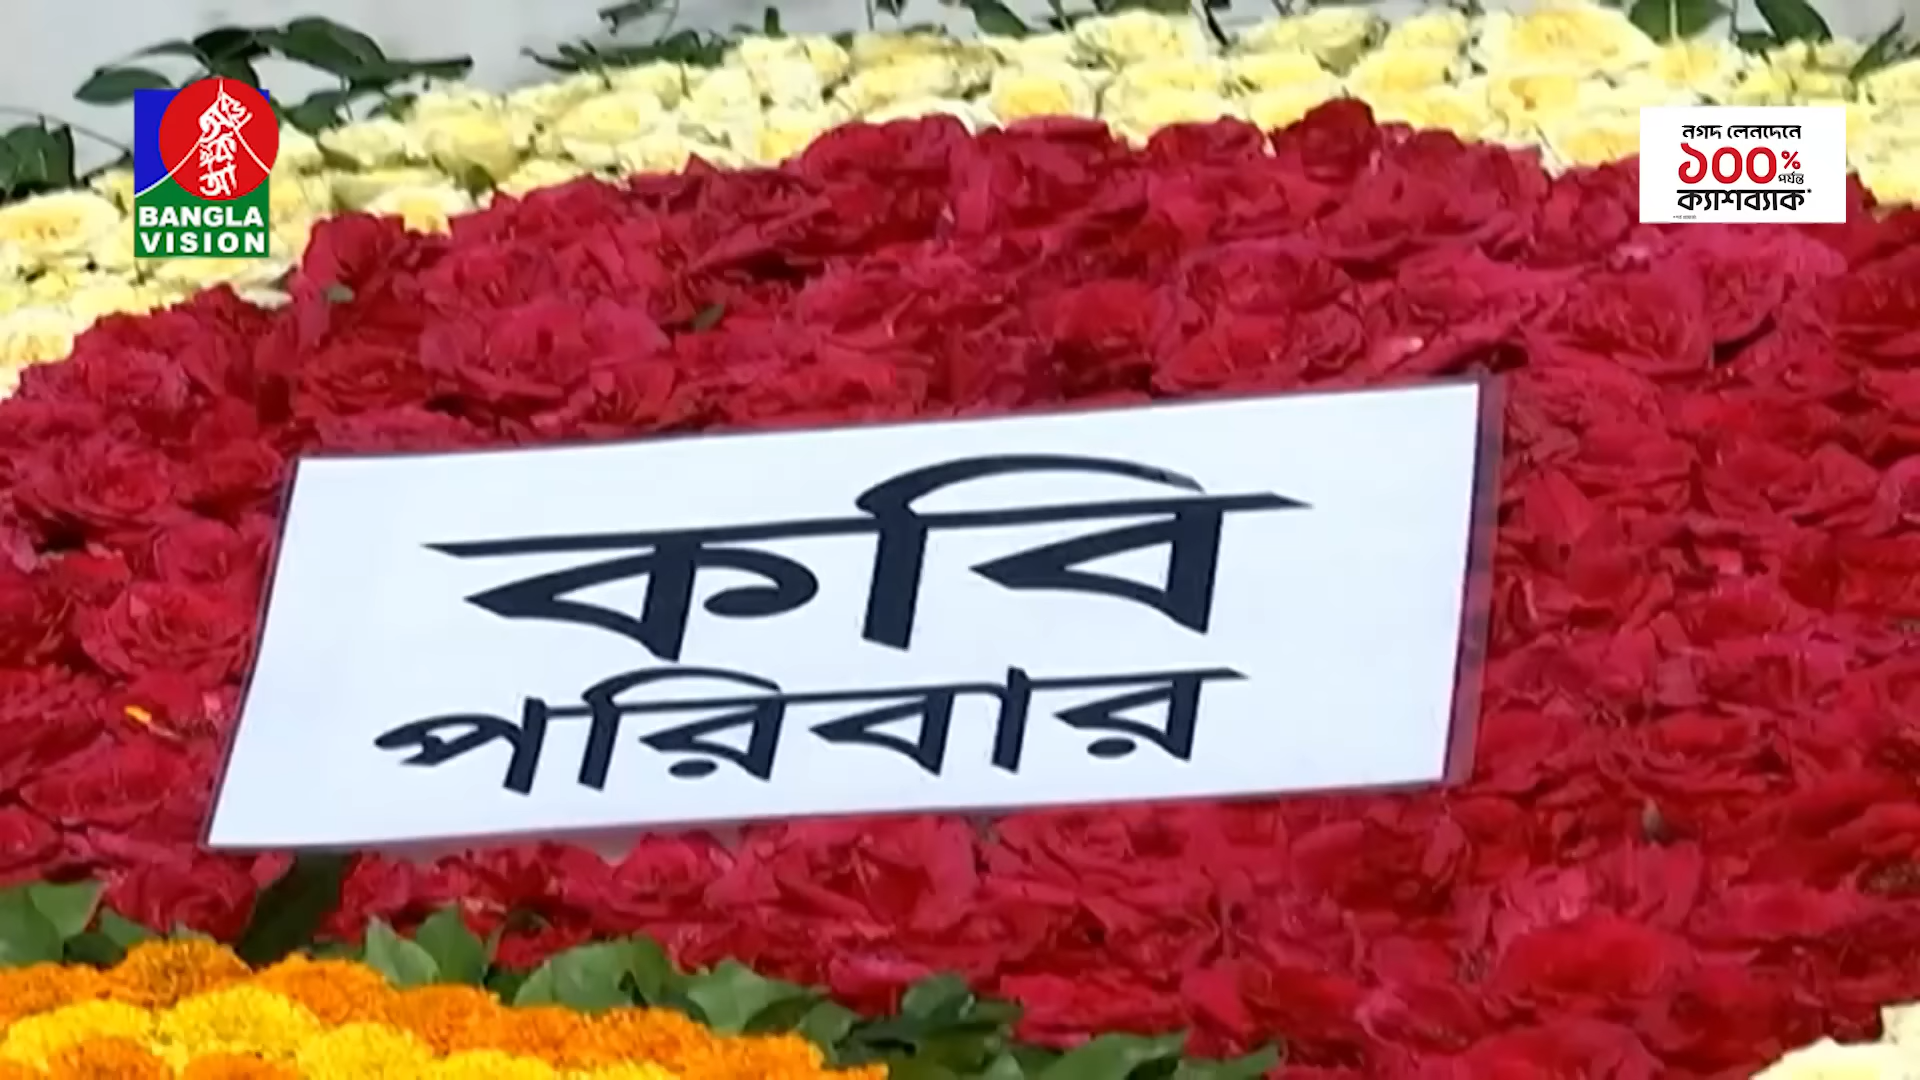 BANGLA
VISION
নগদ লেনদেনে
১০০%
পর্যন্ত
ক্যাশব্যাক*
কবি
পরিবার